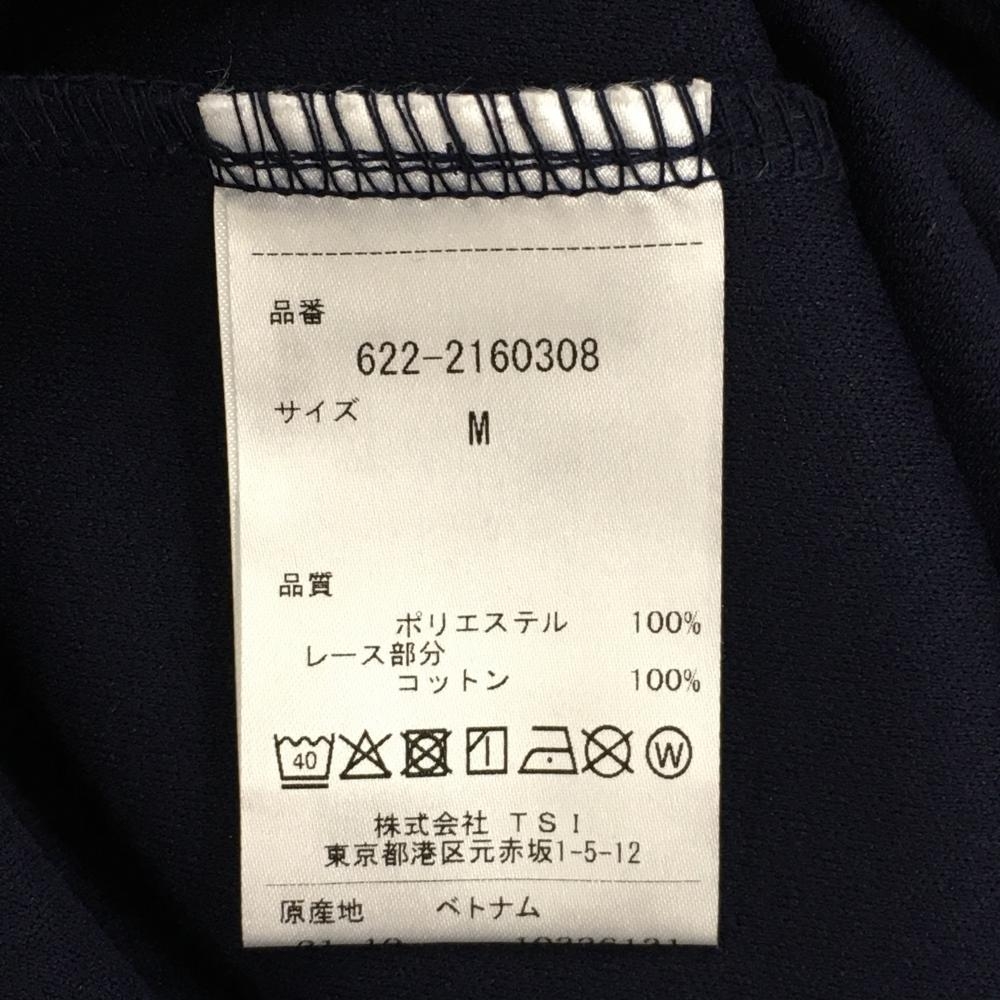 品番
622-2160308
サイズ M
品質
ポリエステル 100%
レース部分
コットン 100%
40 W
株式会社 TSI
東京都港区元赤坂1-5-12
原産地 ベトナム